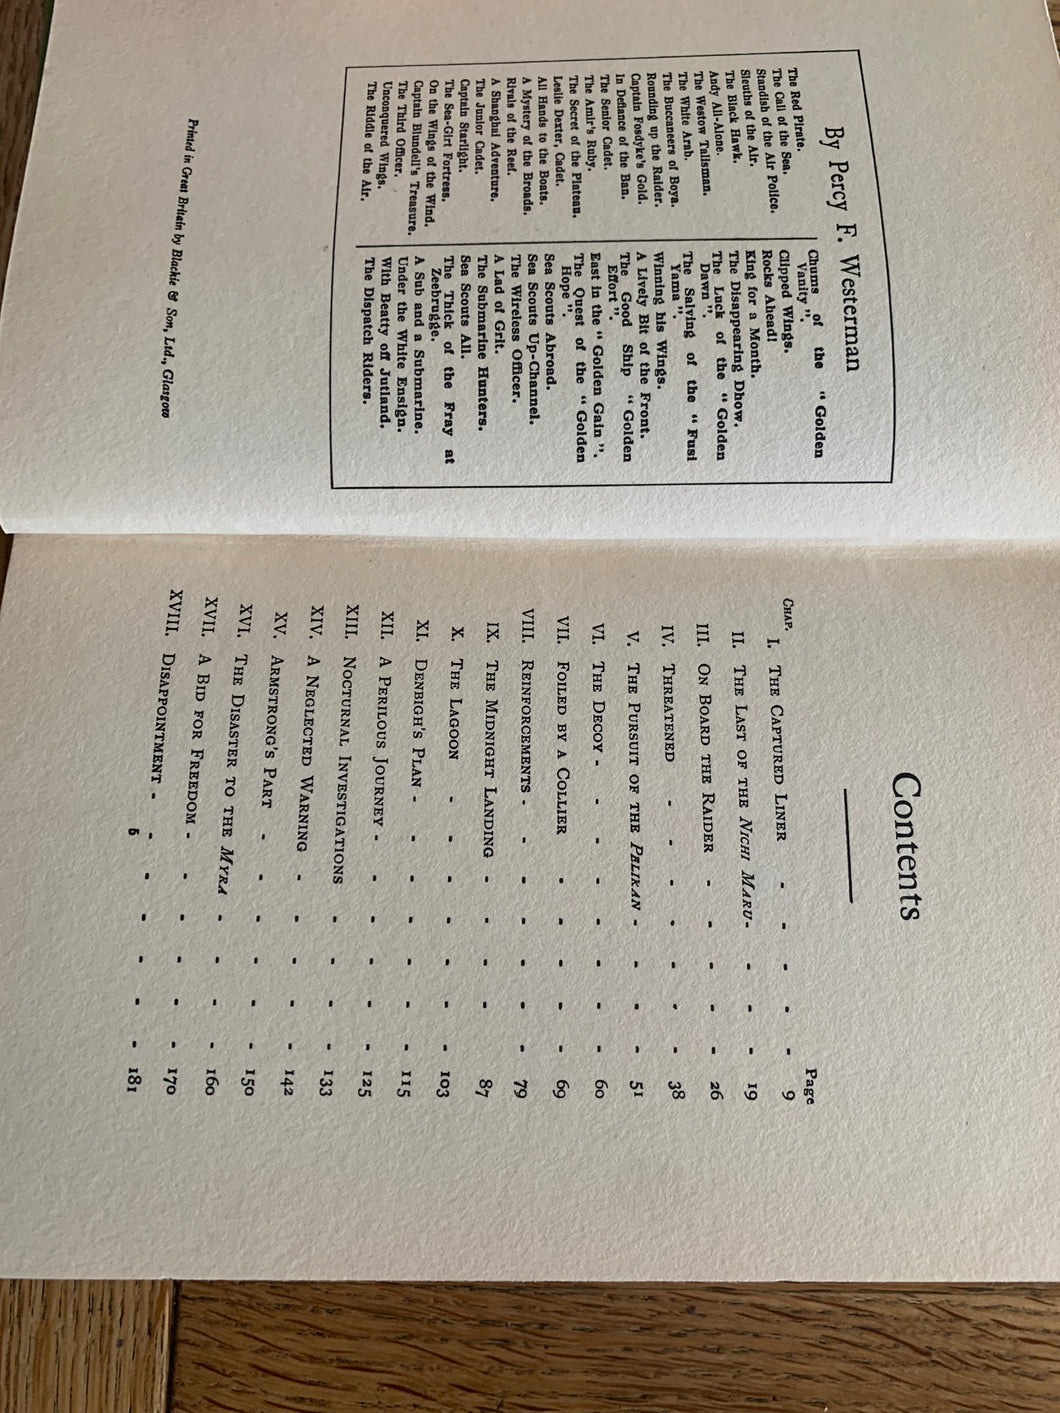 By Percy F. Westerman
The Red Pirate.
The Call of the Sea.
Standish of the Air Police.
Sleuths of the Air.
The Black Hawk.
Andy All-Alone.
The Westow Talisman.
The White Arab.
The Buccaneers of Boya.
Rounding up the Raider.
Captain Fosdyke's Gold.
In Defiance of the Ban.
The Senior Cadet.
The Amir's Ruby.
The Secret of the Plateau.
Leslie Dexter, Cadet.
All Hands to the Boats.
A Mystery of the Broads.
Rivals of the Reef.
A Shanghai Adventure.
The Junior Cadet.
Captain Starlight.
The Sea-Girt Fortress.
On the Wings of the Wind.
Captain Blundell's Treasure.
The Third Officer.
Unconquered Wings.
The Riddle of the Air.
Chums of the “Golden
Vanity”.
Clipped Wings.
Rocks Ahead!
King for a Month.
The Disappearing Dhow.
The Luck of the “Golden
Dawn”.
The Salving of the “Fusi
Yama”.
Winning his Wings.
A Lively Bit of the Front.
The Good Ship “Golden
Effort”.
East in the “Golden Gain”.
The Quest of the “Golden
Hope”.
Sea Scouts Abroad.
Sea Scouts Up-Channel.
The Wireless Officer.
A Lad of Grit.
The Submarine Hunters.
Sea Scouts All.
The Thick of the Fray at
Zeebrugge.
A Sub and a Submarine.
Under the White Ensign.
With Beatty off Jutland.
The Dispatch Riders.
Printed in Great Britain by Blackie & Son, Ltd., Glasgow
Contents
Chap. Page
I. The Captured Liner - - - - - 9
II. The Last of the Nichi Maru - - - - - 19
III. On Board the Raider - - - - - 26
IV. Threatened - - - - - - 38
V. The Pursuit of the Pelikan - - - - 51
VI. The Decoy - - - - - - - 60
VII. Foiled by a Collier - - - - - 69
VIII. Reinforcements - - - - - - - 79
IX. The Midnight Landing - - - - 87
X. The Lagoon - - - - - - - 103
XI. Denbigh's Plan - - - - - - - 115
XII. A Perilous Journey - - - - - - 125
XIII. Nocturnal Investigations - - - - 133
XIV. A Neglected Warning - - - - - 142
XV. Armstrong's Part - - - - - - 150
XVI. The Disaster to the Myra - - - - 160
XVII. A Bid for Freedom - - - - - - 170
XVIII. Disappointment - - - - - - - 181
5